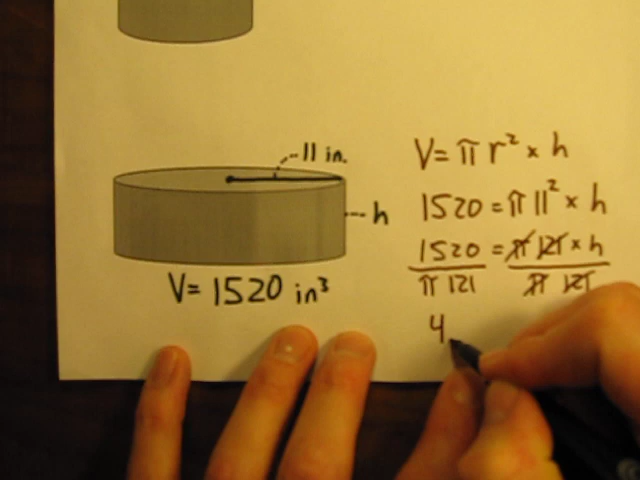 11 in.
h
V= 1520 in³
V= π r² × h
1520 = π 11² × h
1520 = π 121 × h
π 121 π 121
4